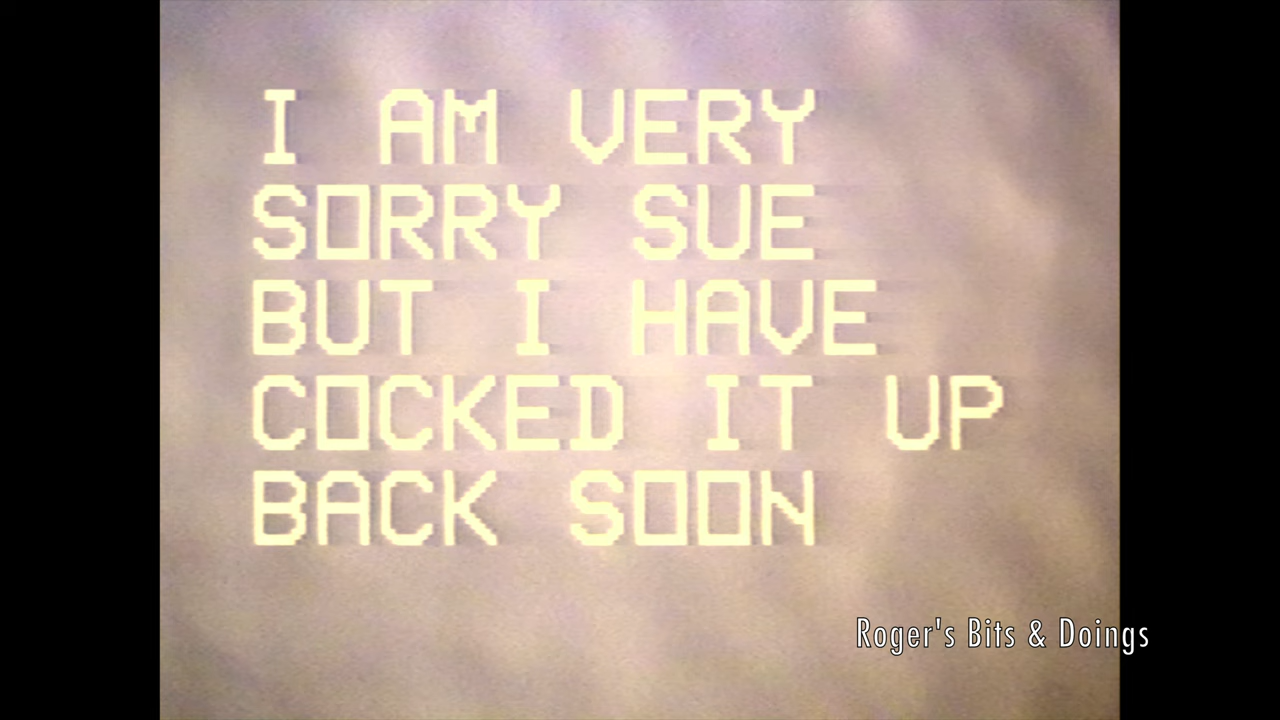 I AM VERY
SORRY SUE
BUT I HAVE
COCKED IT UP
BACK SOON
Roger's Bits & Doings